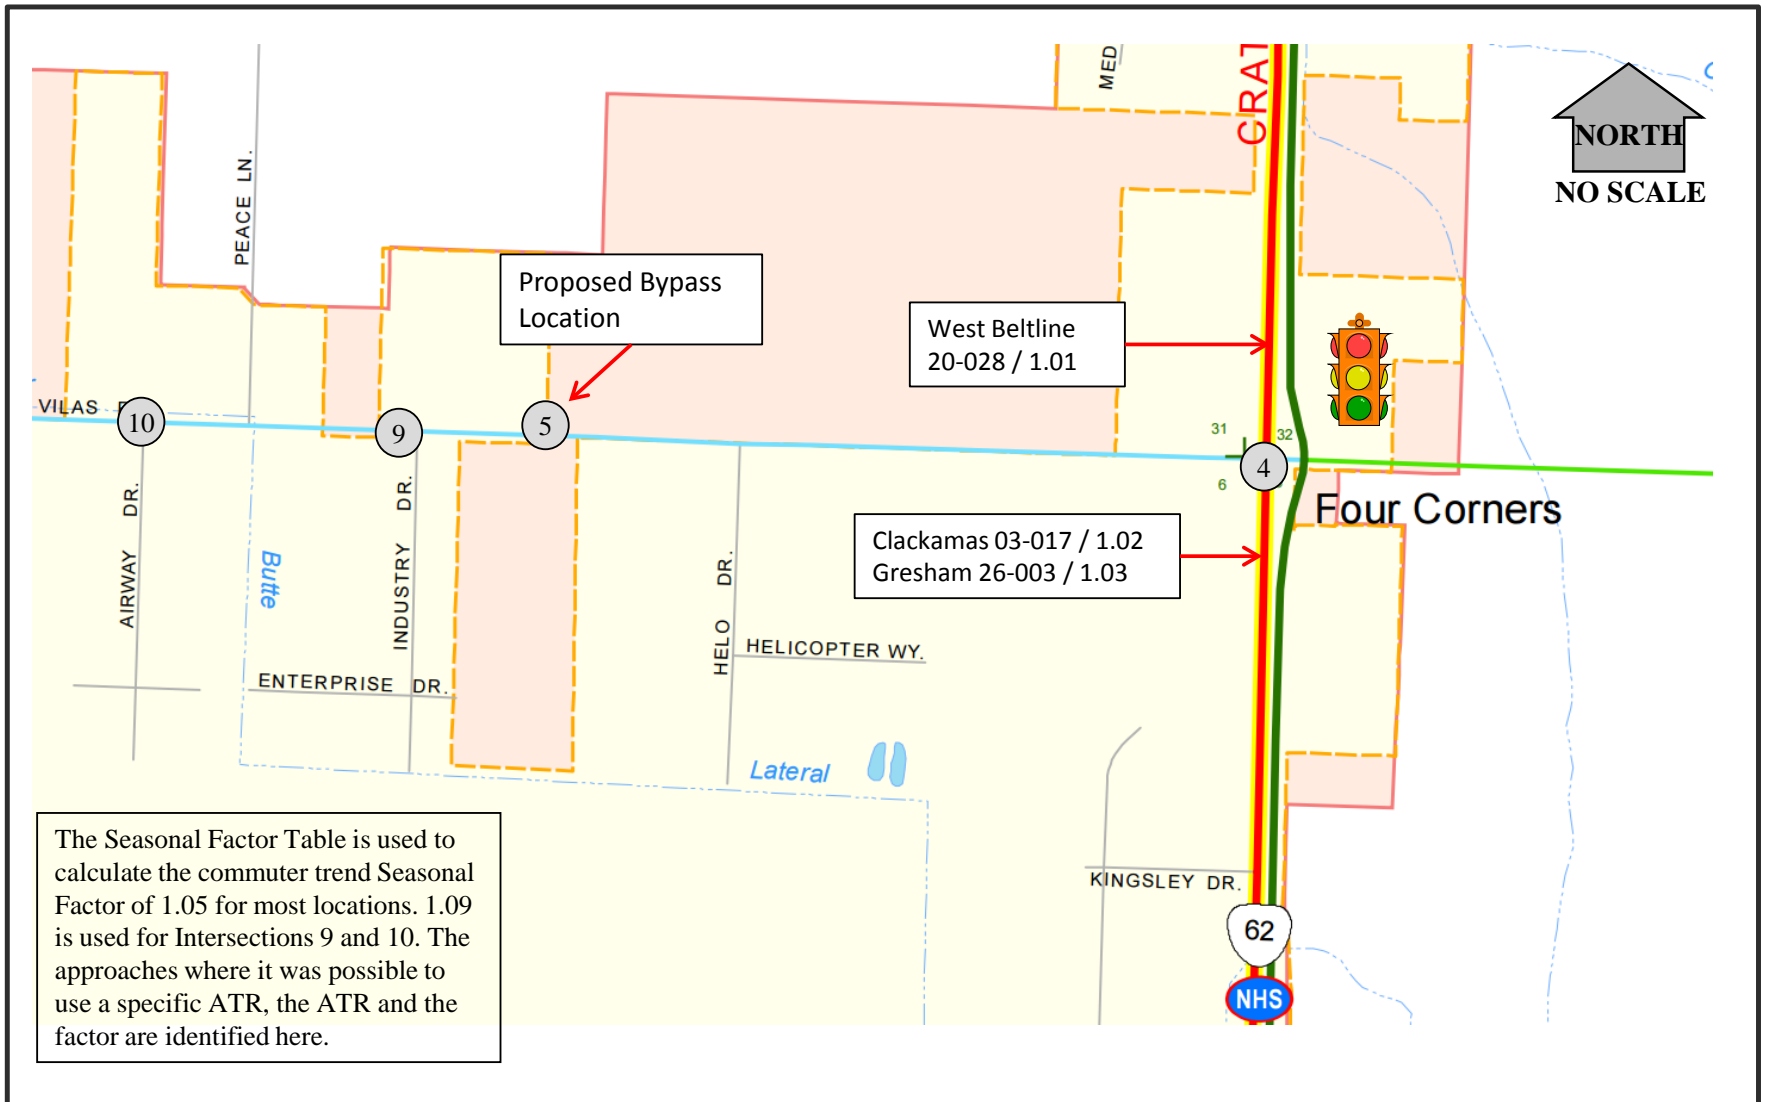 MED
CRAT
NORTH
NO SCALE
PEACE LN.
Proposed Bypass
Location
West Beltline
20-028 / 1.01
VILAS
10
9
5
31
32
4
6
Four Corners
Clackamas 03-017 / 1.02
Gresham 26-003 / 1.03
AIRWAY DR.
Butte
INDUSTRY DR.
HELO DR.
HELICOPTER WY.
ENTERPRISE DR.
Lateral
KINGSLEY DR.
62
NHS
The Seasonal Factor Table is used to
calculate the commuter trend Seasonal
Factor of 1.05 for most locations. 1.09
is used for Intersections 9 and 10. The
approaches where it was possible to
use a specific ATR, the ATR and the
factor are identified here.